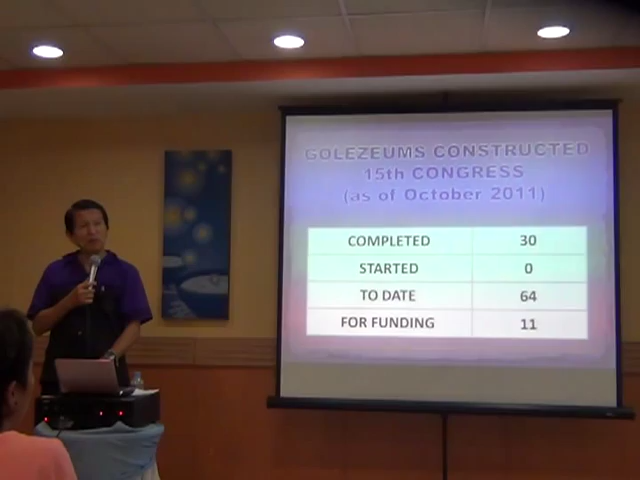 GOLEZEUMS CONSTRUCTED
15th CONGRESS
(as of October 2011)
COMPLETED 30
STARTED 0
TO DATE 64
FOR FUNDING 11